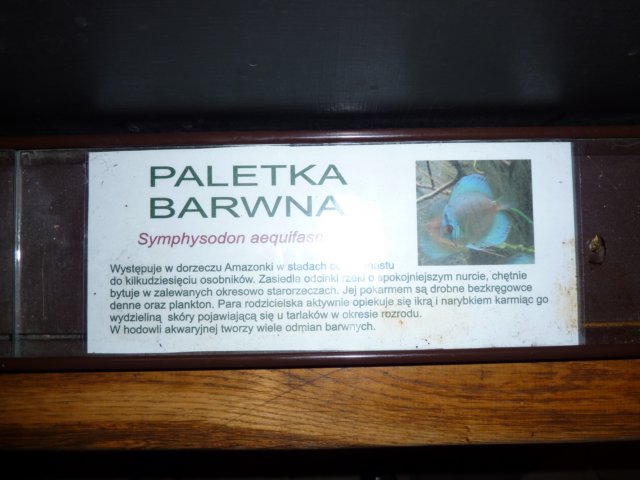 PALETKA
BARWNA
Symphysodon aequifas
Występuje w dorzeczu Amazonki w stadach
do kilkudziesięciu osobników. Zasiedla odcinki rzeki o spokojniejszym nurcie, chętnie
bytuje w zalewanych okresowo starorzeczach. Jej pokarmem są drobne bezkręgowce
denne oraz plankton. Para rodzicielska aktywnie opiekuje się ikrą i narybkiem karmiąc go
wydzieliną skóry pojawiającą się u tarlaków w okresie rozrodu.
W hodowli akwaryjnej tworzy wiele odmian barwnych.